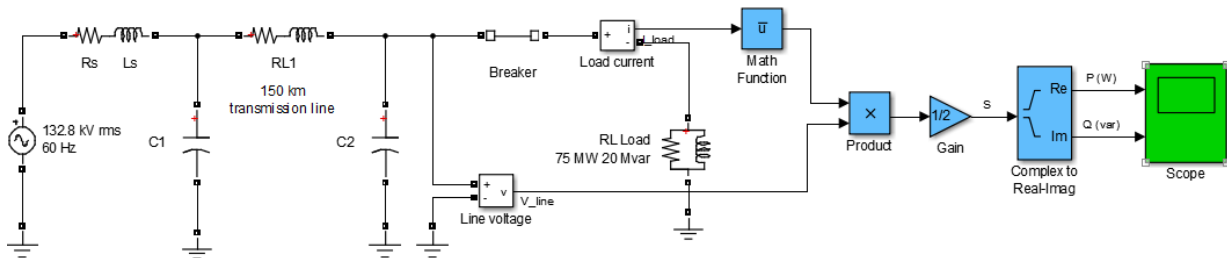 Rs
Ls
RL1
150 km
transmission line
Breaker
+
-
i
I_load
Load current
u
Math
Function
132.8 kV rms
60 Hz
C1
C2
RL Load
75 MW 20 Mvar
+
-
v
V_line
Line voltage
×
Product
1/2
Gain
S
Re
Im
Complex to
Real-Imag
P (W)
Q (var)
Scope